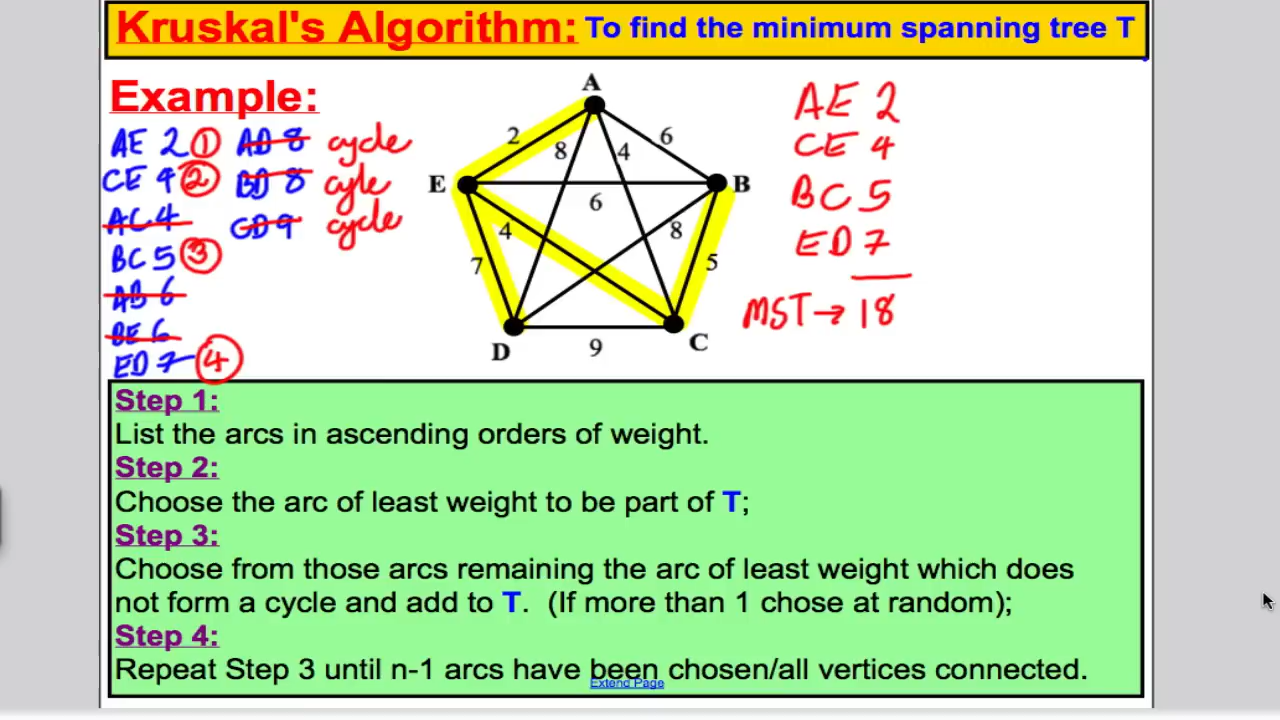 Kruskal's Algorithm: To find the minimum spanning tree T
Example:
AE 2 ①
CE 4 ②
AC 4
BC 5 ③
AB 6
BE 6
ED 7 ④
AD 8 cycle
BD 8 cyle
CD 9 cycle
A
2
8
4
6
E
B
6
4
8
7
5
D
9
C
AE 2
CE 4
BC 5
ED 7
MST → 18
Step 1:
List the arcs in ascending orders of weight.
Step 2:
Choose the arc of least weight to be part of T;
Step 3:
Choose from those arcs remaining the arc of least weight which does
not form a cycle and add to T. (If more than 1 chose at random);
Step 4:
Repeat Step 3 until n-1 arcs have been chosen/all vertices connected.
Extend Page